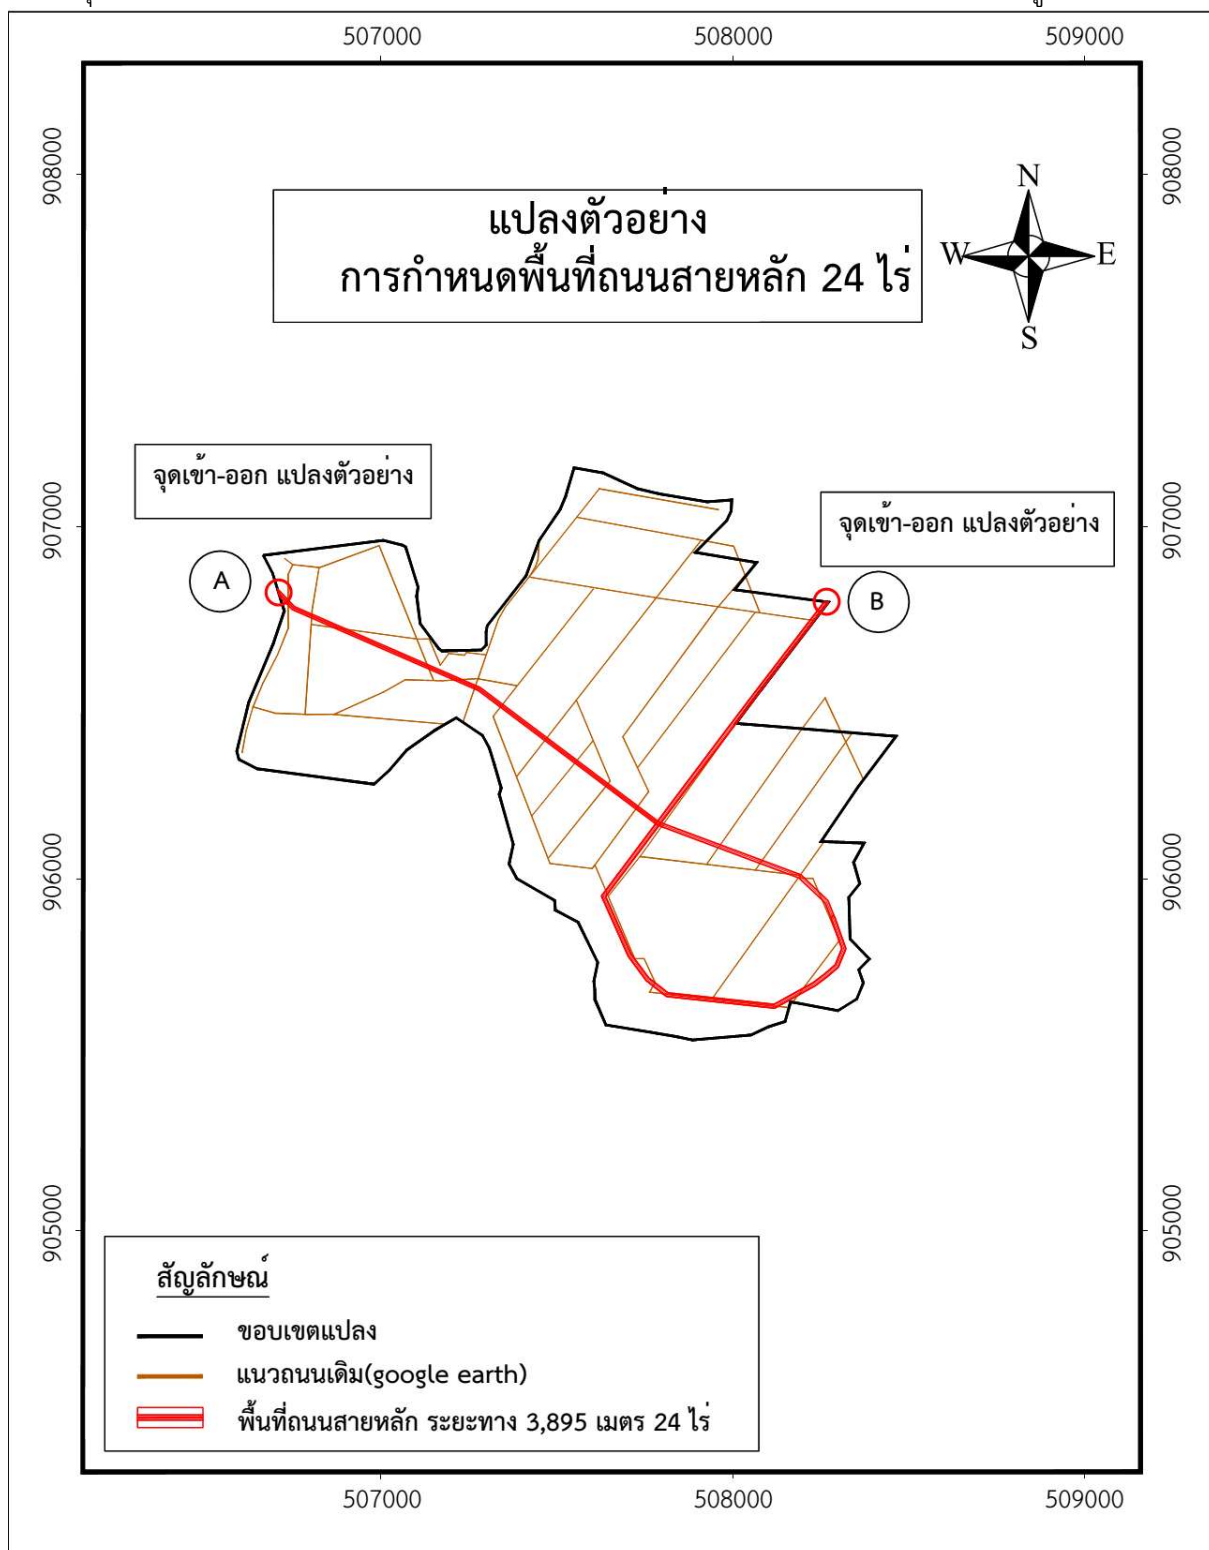 507000 508000 509000
908000 908000
แปลงตัวอย่าง
การกำหนดพื้นที่ถนนสายหลัก 24 ไร่
N
W E
S
จุดเข้า-ออก แปลงตัวอย่าง
จุดเข้า-ออก แปลงตัวอย่าง
907000 907000
A
B
906000 906000
905000 905000
สัญลักษณ์
ขอบเขตแปลง
แนวถนนเดิม(google earth)
พื้นที่ถนนสายหลัก ระยะทาง 3,895 เมตร 24 ไร่
507000 508000 509000